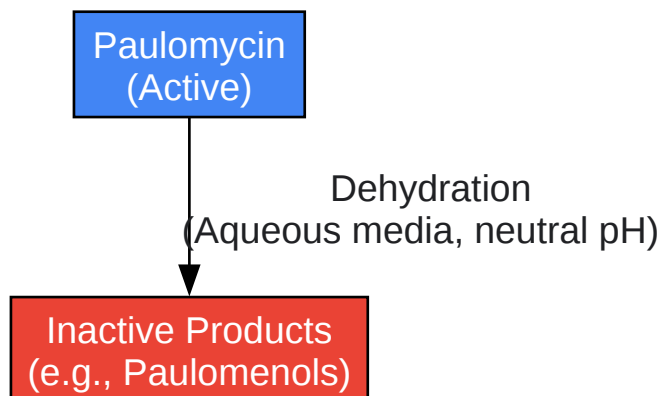 Paulomycin
(Active)
Dehydration
(Aqueous media, neutral pH)
Inactive Products
(e.g., Paulomenols)